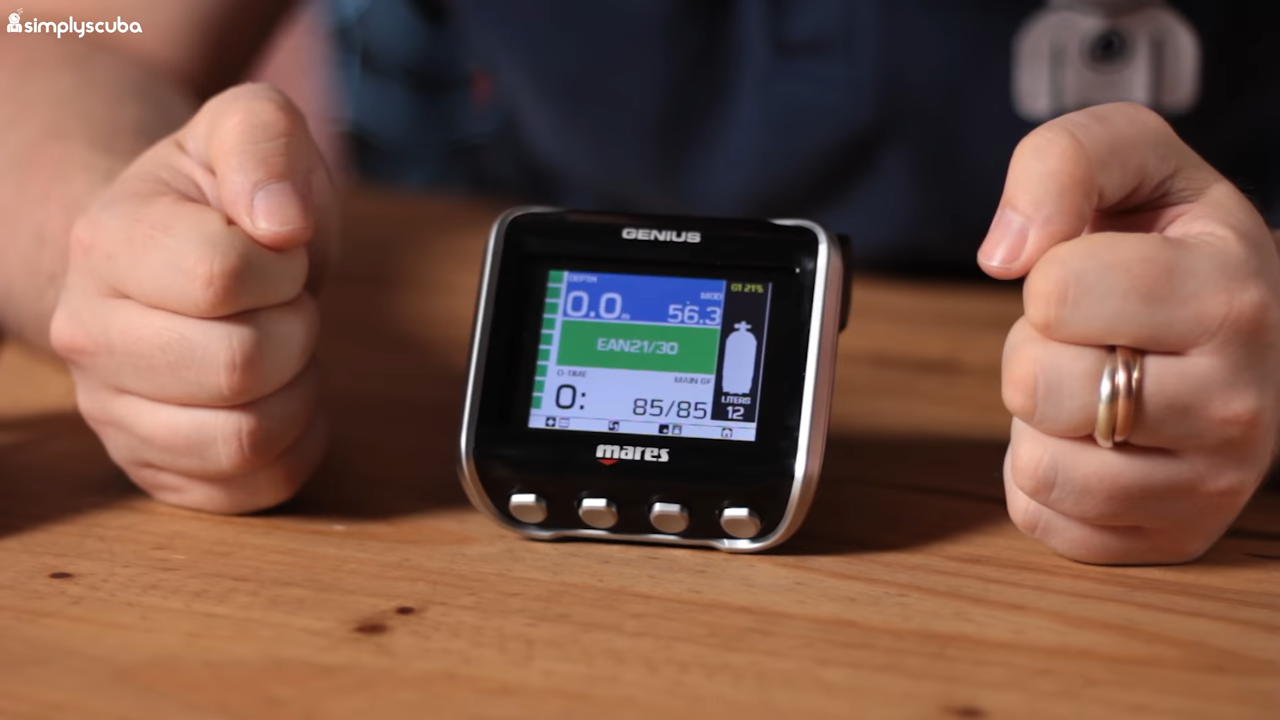 simplyscuba
GENIUS
DEPTH
MOD
G1 21%
0.0m
56.3
EAN21/30
D-TIME
MAIN GF
LITERS
0:
85/85
12
mares